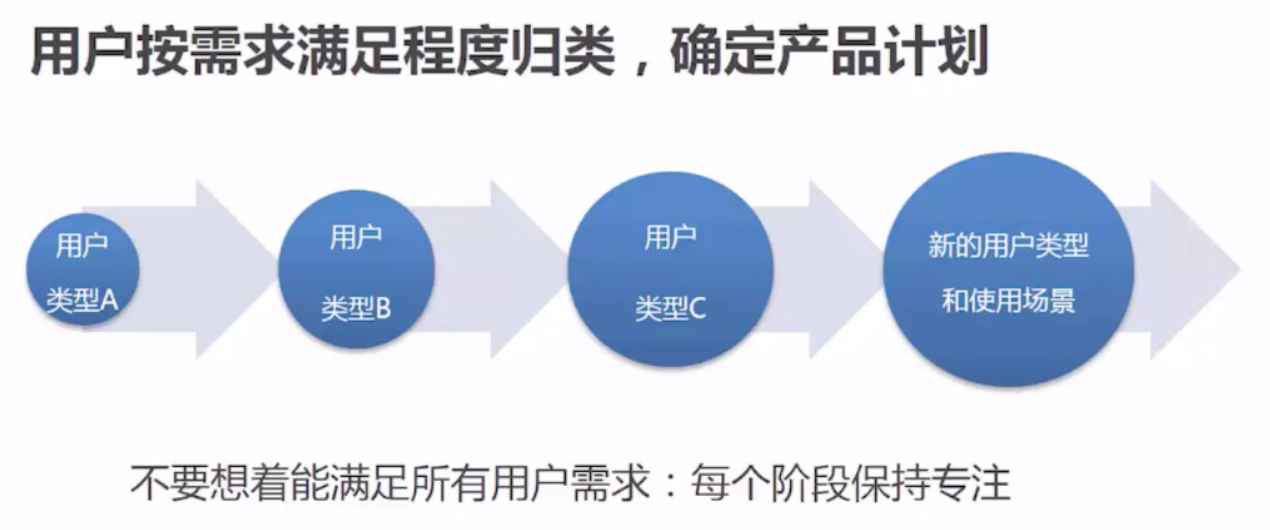 用户按需求满足程度归类，确定产品计划
用户
类型A
用户
类型B
用户
类型C
新的用户类型
和使用场景
不要想着能满足所有用户需求：每个阶段保持专注